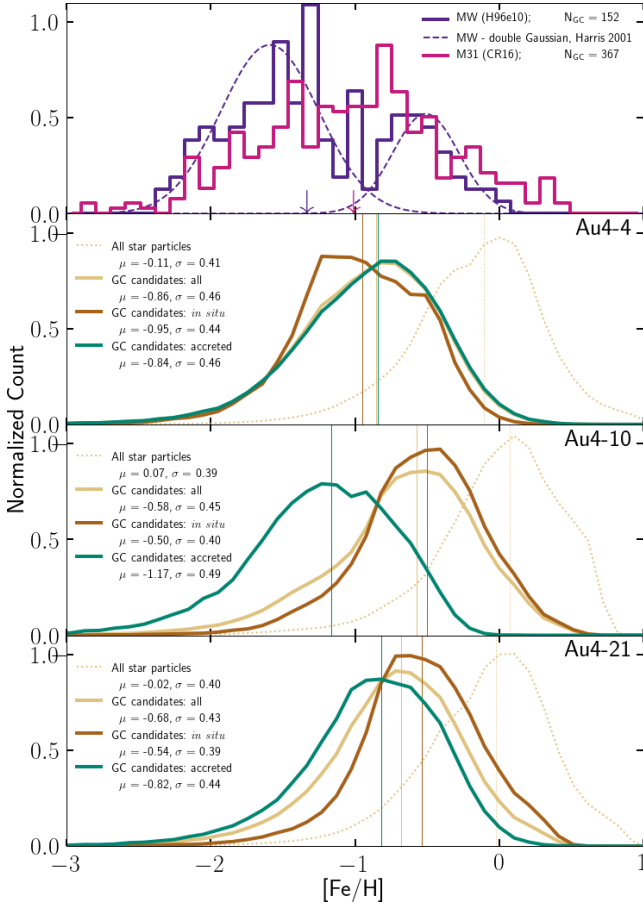 1.0
0.5
0.0
MW (H96e10); N_GC = 152
MW - double Gaussian, Harris 2001
M31 (CR16); N_GC = 367
Au4-4
1.0
0.5
0.0
All star particles
μ = -0.11, σ = 0.41
GC candidates: all
μ = -0.86, σ = 0.46
GC candidates: in situ
μ = -0.95, σ = 0.44
GC candidates: accreted
μ = -0.84, σ = 0.46
Normalized Count
Au4-10
1.0
0.5
0.0
All star particles
μ = 0.07, σ = 0.39
GC candidates: all
μ = -0.58, σ = 0.45
GC candidates: in situ
μ = -0.50, σ = 0.40
GC candidates: accreted
μ = -1.17, σ = 0.49
Au4-21
1.0
0.5
0.0
All star particles
μ = -0.02, σ = 0.40
GC candidates: all
μ = -0.68, σ = 0.43
GC candidates: in situ
μ = -0.54, σ = 0.39
GC candidates: accreted
μ = -0.82, σ = 0.44
−3 −2 −1 0 1
[Fe/H]